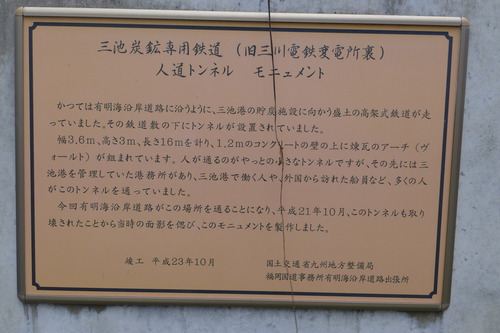 三池炭鉱専用鉄道 （旧三川電鉄変電所裏）
人道トンネル モニュメント
かつては有明海沿岸道路に沿うように、三池港の貯炭施設に向かう盛土の高架式鉄道が走
っていました。その鉄道敷の下にトンネルが設置されていました。
幅3.6m、高さ3m、長さ16mを計り、1.2mのコンクリートの壁の上に煉瓦のアーチ（ヴ
ォールト）が組まれています。人が通るのがやっとの小さなトンネルですが、その先には三
池港を管理していた港務所があり、三池港で働く人や、外国から訪れた船員など、多くの人
がこのトンネルを通っていました。
今回有明海沿岸道路がこの場所を通ることになり、平成21年10月、このトンネルも取り
壊されたことから当時の面影を偲び、このモニュメントを製作しました。
竣工 平成23年10月
国土交通省九州地方整備局
福岡国道事務所有明海沿岸道路出張所